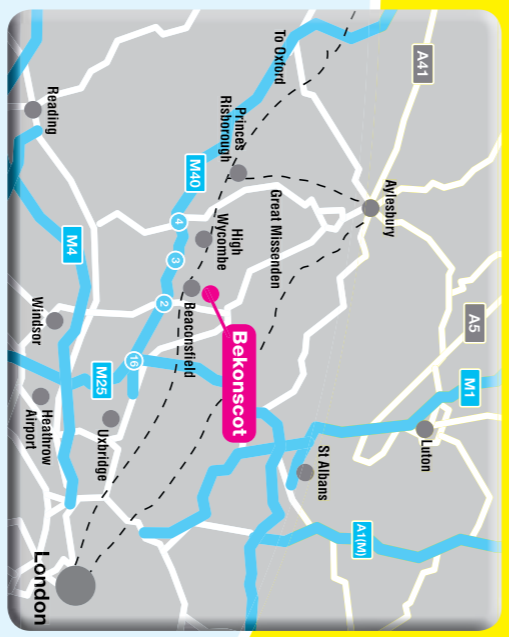 To Oxford
A41
Aylesbury
Prince's
Risborough
M40
Great Missenden
Reading
4
High
Wycombe
3
2
Beaconsfield
Bekonscot
A5
M1
Luton
M4
Windsor
16
M25
Uxbridge
Heathrow
Airport
St Albans
A1(M)
London